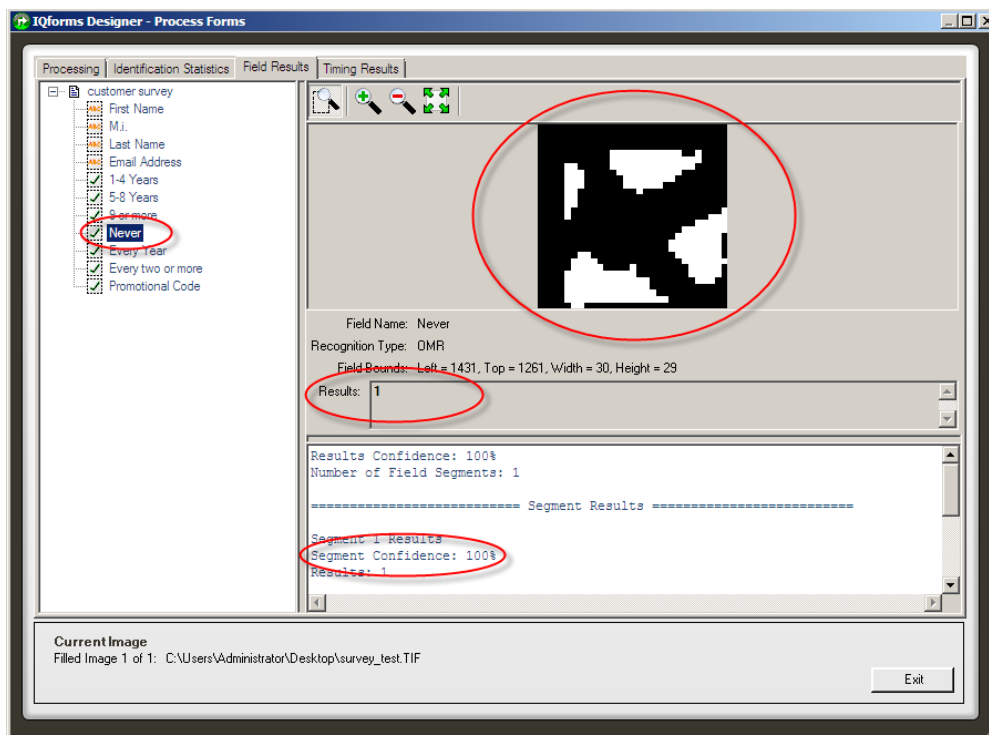 IQforms Designer - Process Forms
Processing Identification Statistics Field Results Timing Results
customer survey
First Name
M.i.
Last Name
Email Address
1-4 Years
5-8 Years
9 or more
Never
Every Year
Every two or more
Promotional Code
Field Name: Never
Recognition Type: OMR
Field Bounds: Left = 1431, Top = 1261, Width = 30, Height = 29
Results: 1
Results Confidence: 100%
Number of Field Segments: 1
=========================== Segment Results ==========================
Segment 1 Results
Segment Confidence: 100%
Results: 1
Current Image
Filled Image 1 of 1: C:\Users\Administrator\Desktop\survey_test.TIF
Exit